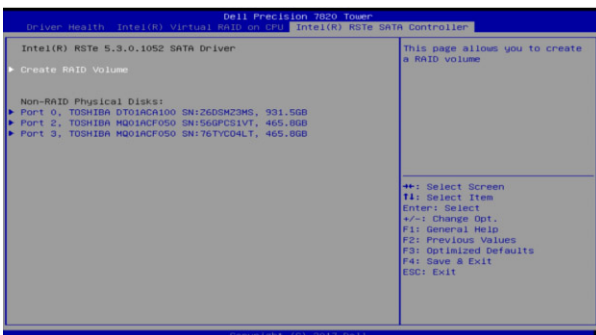 Dell Precision 7820 Tower
Driver Health Intel(R) Virtual RAID on CPU Intel(R) RSTe SATA Controller
Intel(R) RSTe 5.3.0.1052 SATA Driver
Create RAID Volume
Non-RAID Physical Disks:
Port 0, TOSHIBA DT01ACA100 SN:Z6DSMZ3MS, 931.5GB
Port 2, TOSHIBA MQ01ACF050 SN:56GPCS1VT, 465.8GB
Port 3, TOSHIBA MQ01ACF050 SN:76TYCD4LT, 465.8GB
This page allows you to create
a RAID volume
→←: Select Screen
↑↓: Select Item
Enter: Select
+/-: Change Opt.
F1: General Help
F2: Previous Values
F3: Optimized Defaults
F4: Save & Exit
ESC: Exit
Copyright (C) 2017 Dell